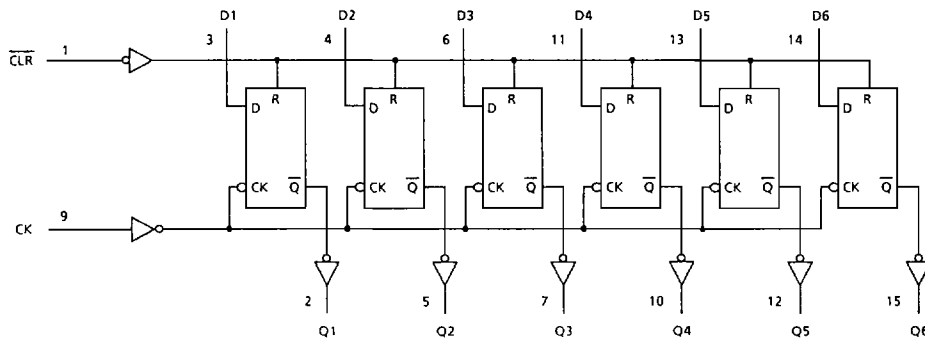 D1 D2 D3 D4 D5 D6
3 4 6 11 13 14
CLR 1
R R R R R R
D D D D D D
CK Q CK Q CK Q CK Q CK Q CK Q
CK 9
2 5 7 10 12 15
Q1 Q2 Q3 Q4 Q5 Q6